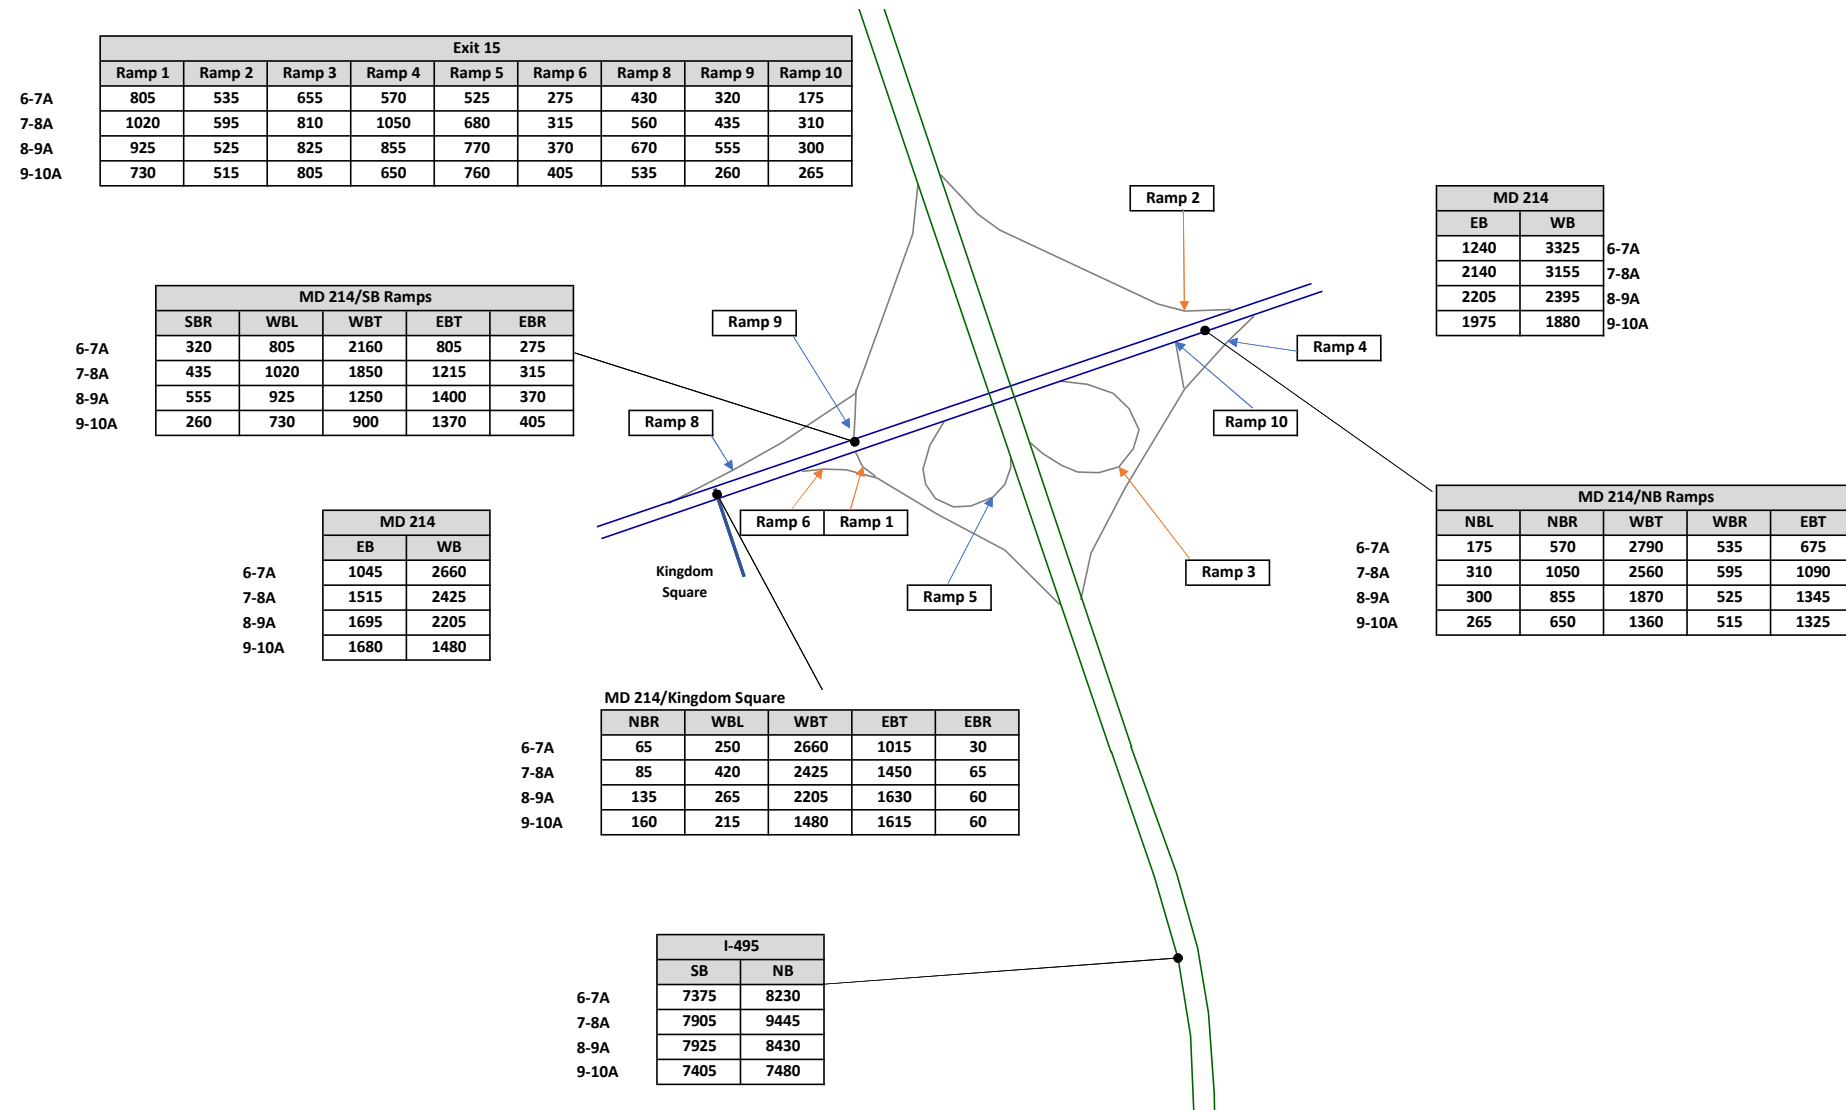 Exit 15
Ramp 1 Ramp 2 Ramp 3 Ramp 4 Ramp 5 Ramp 6 Ramp 8 Ramp 9 Ramp 10
6-7A 805 535 655 570 525 275 430 320 175
7-8A 1020 595 810 1050 680 315 560 435 310
8-9A 925 525 825 855 770 370 670 555 300
9-10A 730 515 805 650 760 405 535 260 265
Ramp 2
MD 214
EB WB
1240 3325 6-7A
2140 3155 7-8A
2205 2395 8-9A
1975 1880 9-10A
MD 214/SB Ramps
SBR WBL WBT EBT EBR
6-7A 320 805 2160 805 275
7-8A 435 1020 1850 1215 315
8-9A 555 925 1250 1400 370
9-10A 260 730 900 1370 405
Ramp 9
Ramp 4
Ramp 8
Ramp 10
Ramp 6 Ramp 1
MD 214
EB WB
6-7A 1045 2660
7-8A 1515 2425
8-9A 1695 2205
9-10A 1680 1480
Kingdom
Square
Ramp 5
Ramp 3
MD 214/NB Ramps
NBL NBR WBT WBR EBT
6-7A 175 570 2790 535 675
7-8A 310 1050 2560 595 1090
8-9A 300 855 1870 525 1345
9-10A 265 650 1360 515 1325
MD 214/Kingdom Square
NBR WBL WBT EBT EBR
6-7A 65 250 2660 1015 30
7-8A 85 420 2425 1450 65
8-9A 135 265 2205 1630 60
9-10A 160 215 1480 1615 60
I-495
SB NB
6-7A 7375 8230
7-8A 7905 9445
8-9A 7925 8430
9-10A 7405 7480